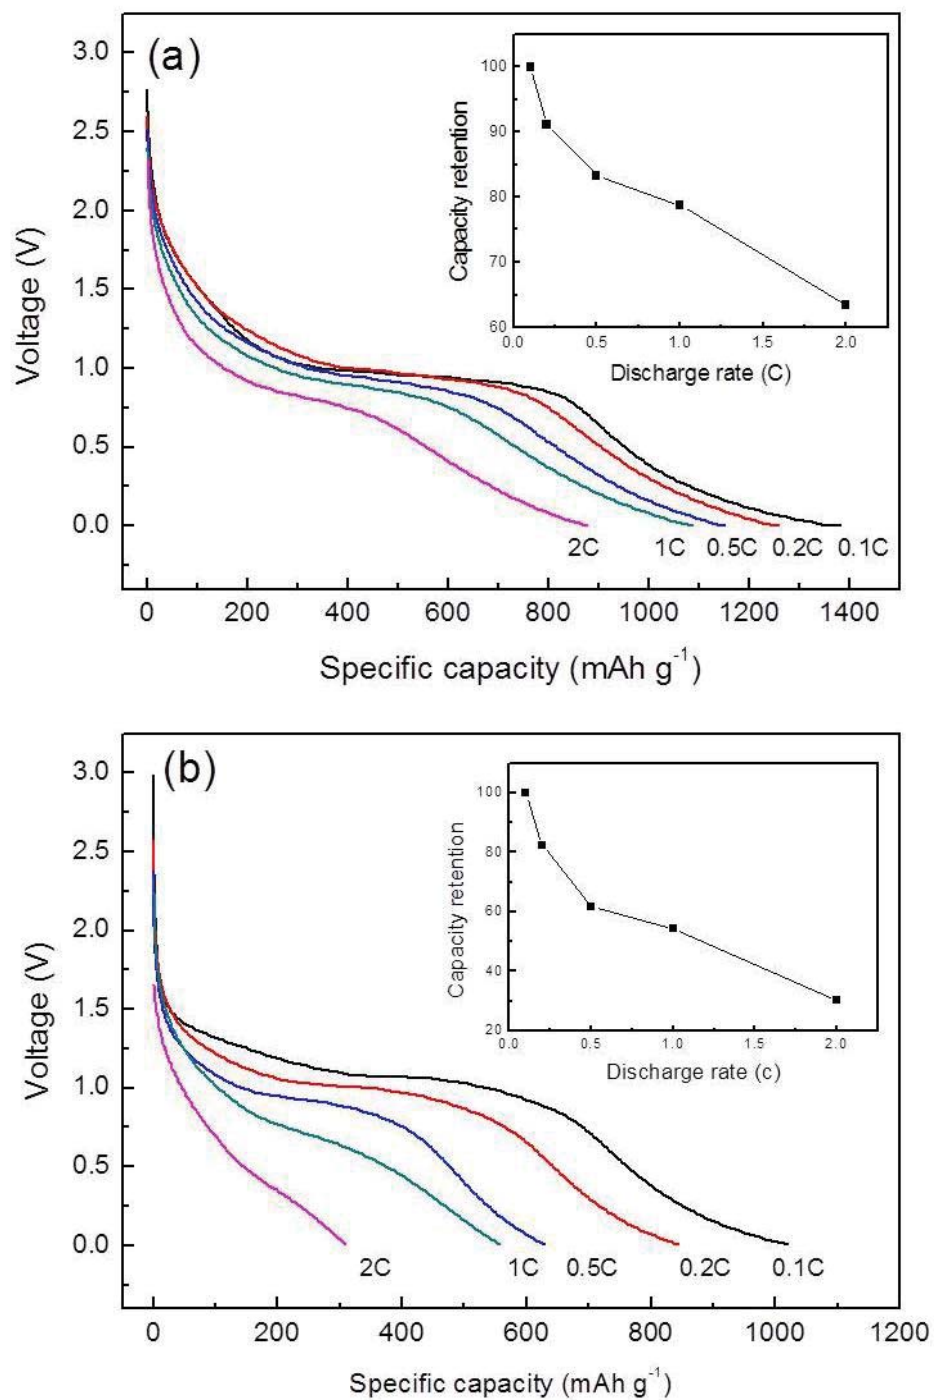 (a)
3.0
2.5
2.0
1.5
1.0
0.5
0.0
Voltage (V)
100
90
80
70
60
Capacity retention
0.0 0.5 1.0 1.5 2.0
Discharge rate (C)
2C 1C 0.5C 0.2C 0.1C
0 200 400 600 800 1000 1200 1400
Specific capacity (mAh g⁻¹)
(b)
3.0
2.5
2.0
1.5
1.0
0.5
0.0
Voltage (V)
100
80
60
40
20
Capacity retention
0.0 0.5 1.0 1.5 2.0
Discharge rate (c)
2C 1C 0.5C 0.2C 0.1C
0 200 400 600 800 1000 1200
Specific capacity (mAh g⁻¹)